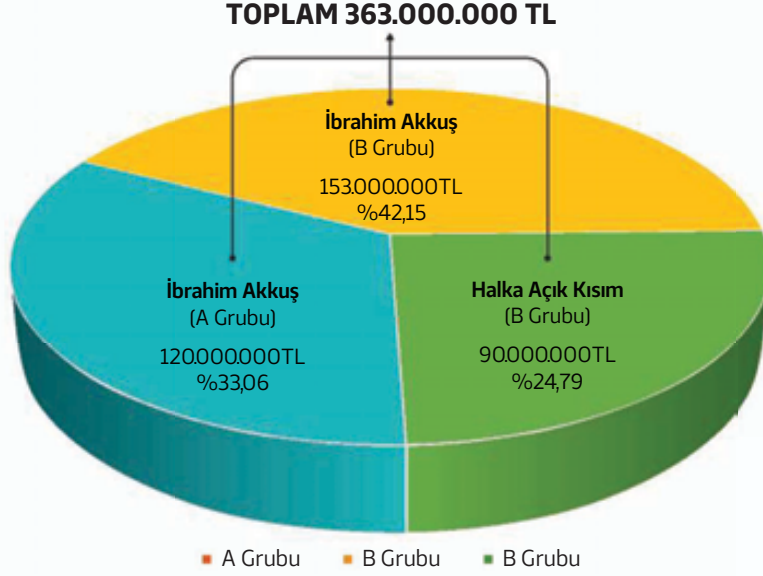 TOPLAM 363.000.000 TL
İbrahim Akkuş
(B Grubu)
153.000.000TL
%42,15
İbrahim Akkuş
(A Grubu)
120.000.000TL
%33,06
Halka Açık Kısım
(B Grubu)
90.000.000TL
%24,79
A Grubu B Grubu B Grubu